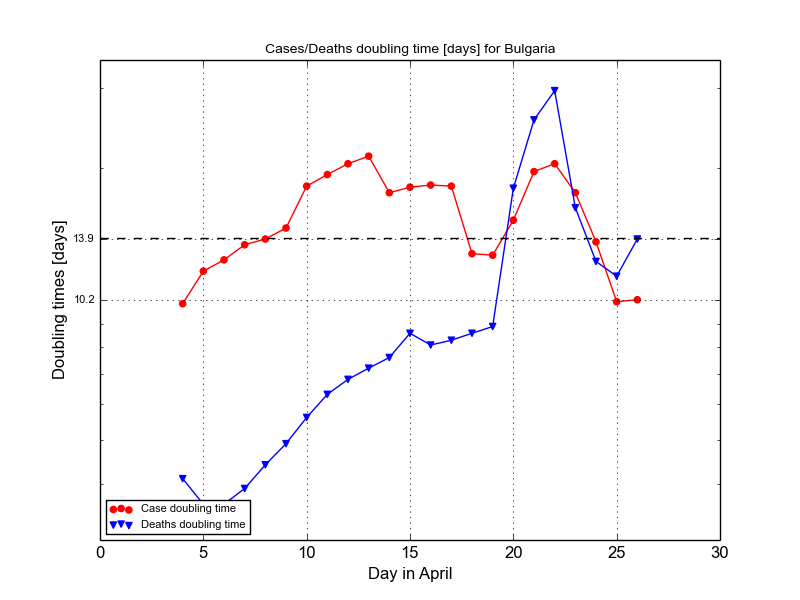 Cases/Deaths doubling time [days] for Bulgaria
Doubling times [days]
13.9
10.2
Case doubling time
Deaths doubling time
0 5 10 15 20 25 30
Day in April